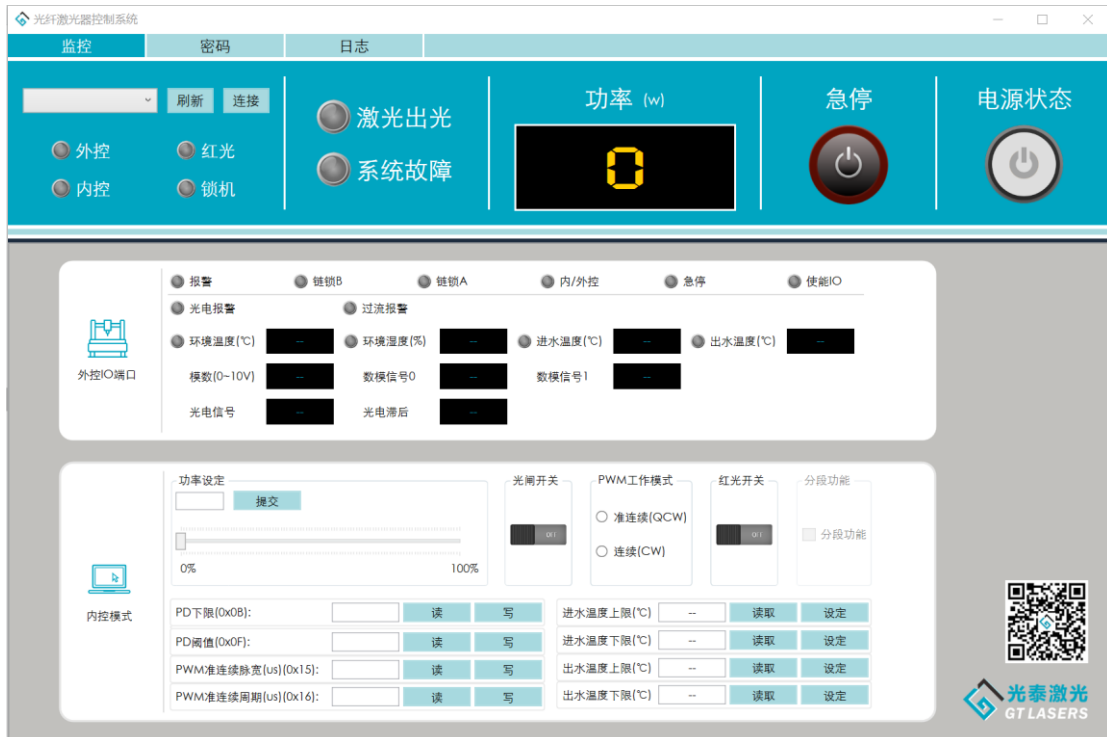 光纤激光器控制系统
监控 密码 日志
刷新 连接
外控 红光
内控 锁机
激光出光
系统故障
功率 (w)
0
急停
电源状态
报警 链锁B 链锁A 内/外控 急停 使能IO
光电报警 过流报警
环境温度(℃) -- 环境湿度(%) -- 进水温度(℃) -- 出水温度(℃) --
外控IO端口
模数(0~10V) -- 数模信号0 -- 数模信号1 --
光电信号 -- 光电滞后 --
内控模式
功率设定
提交
0% 100%
光闸开关
OFF
PWM工作模式
准连续(QCW)
连续(CW)
红光开关
OFF
分段功能
分段功能
PD下限(0x0B): 读 写
PD阈值(0x0F): 读 写
PWM准连续脉宽(us)(0x15): 读 写
PWM准连续周期(us)(0x16): 读 写
进水温度上限(℃) -- 读取 设定
进水温度下限(℃) -- 读取 设定
出水温度上限(℃) -- 读取 设定
出水温度下限(℃) -- 读取 设定
光泰激光
GT LASERS